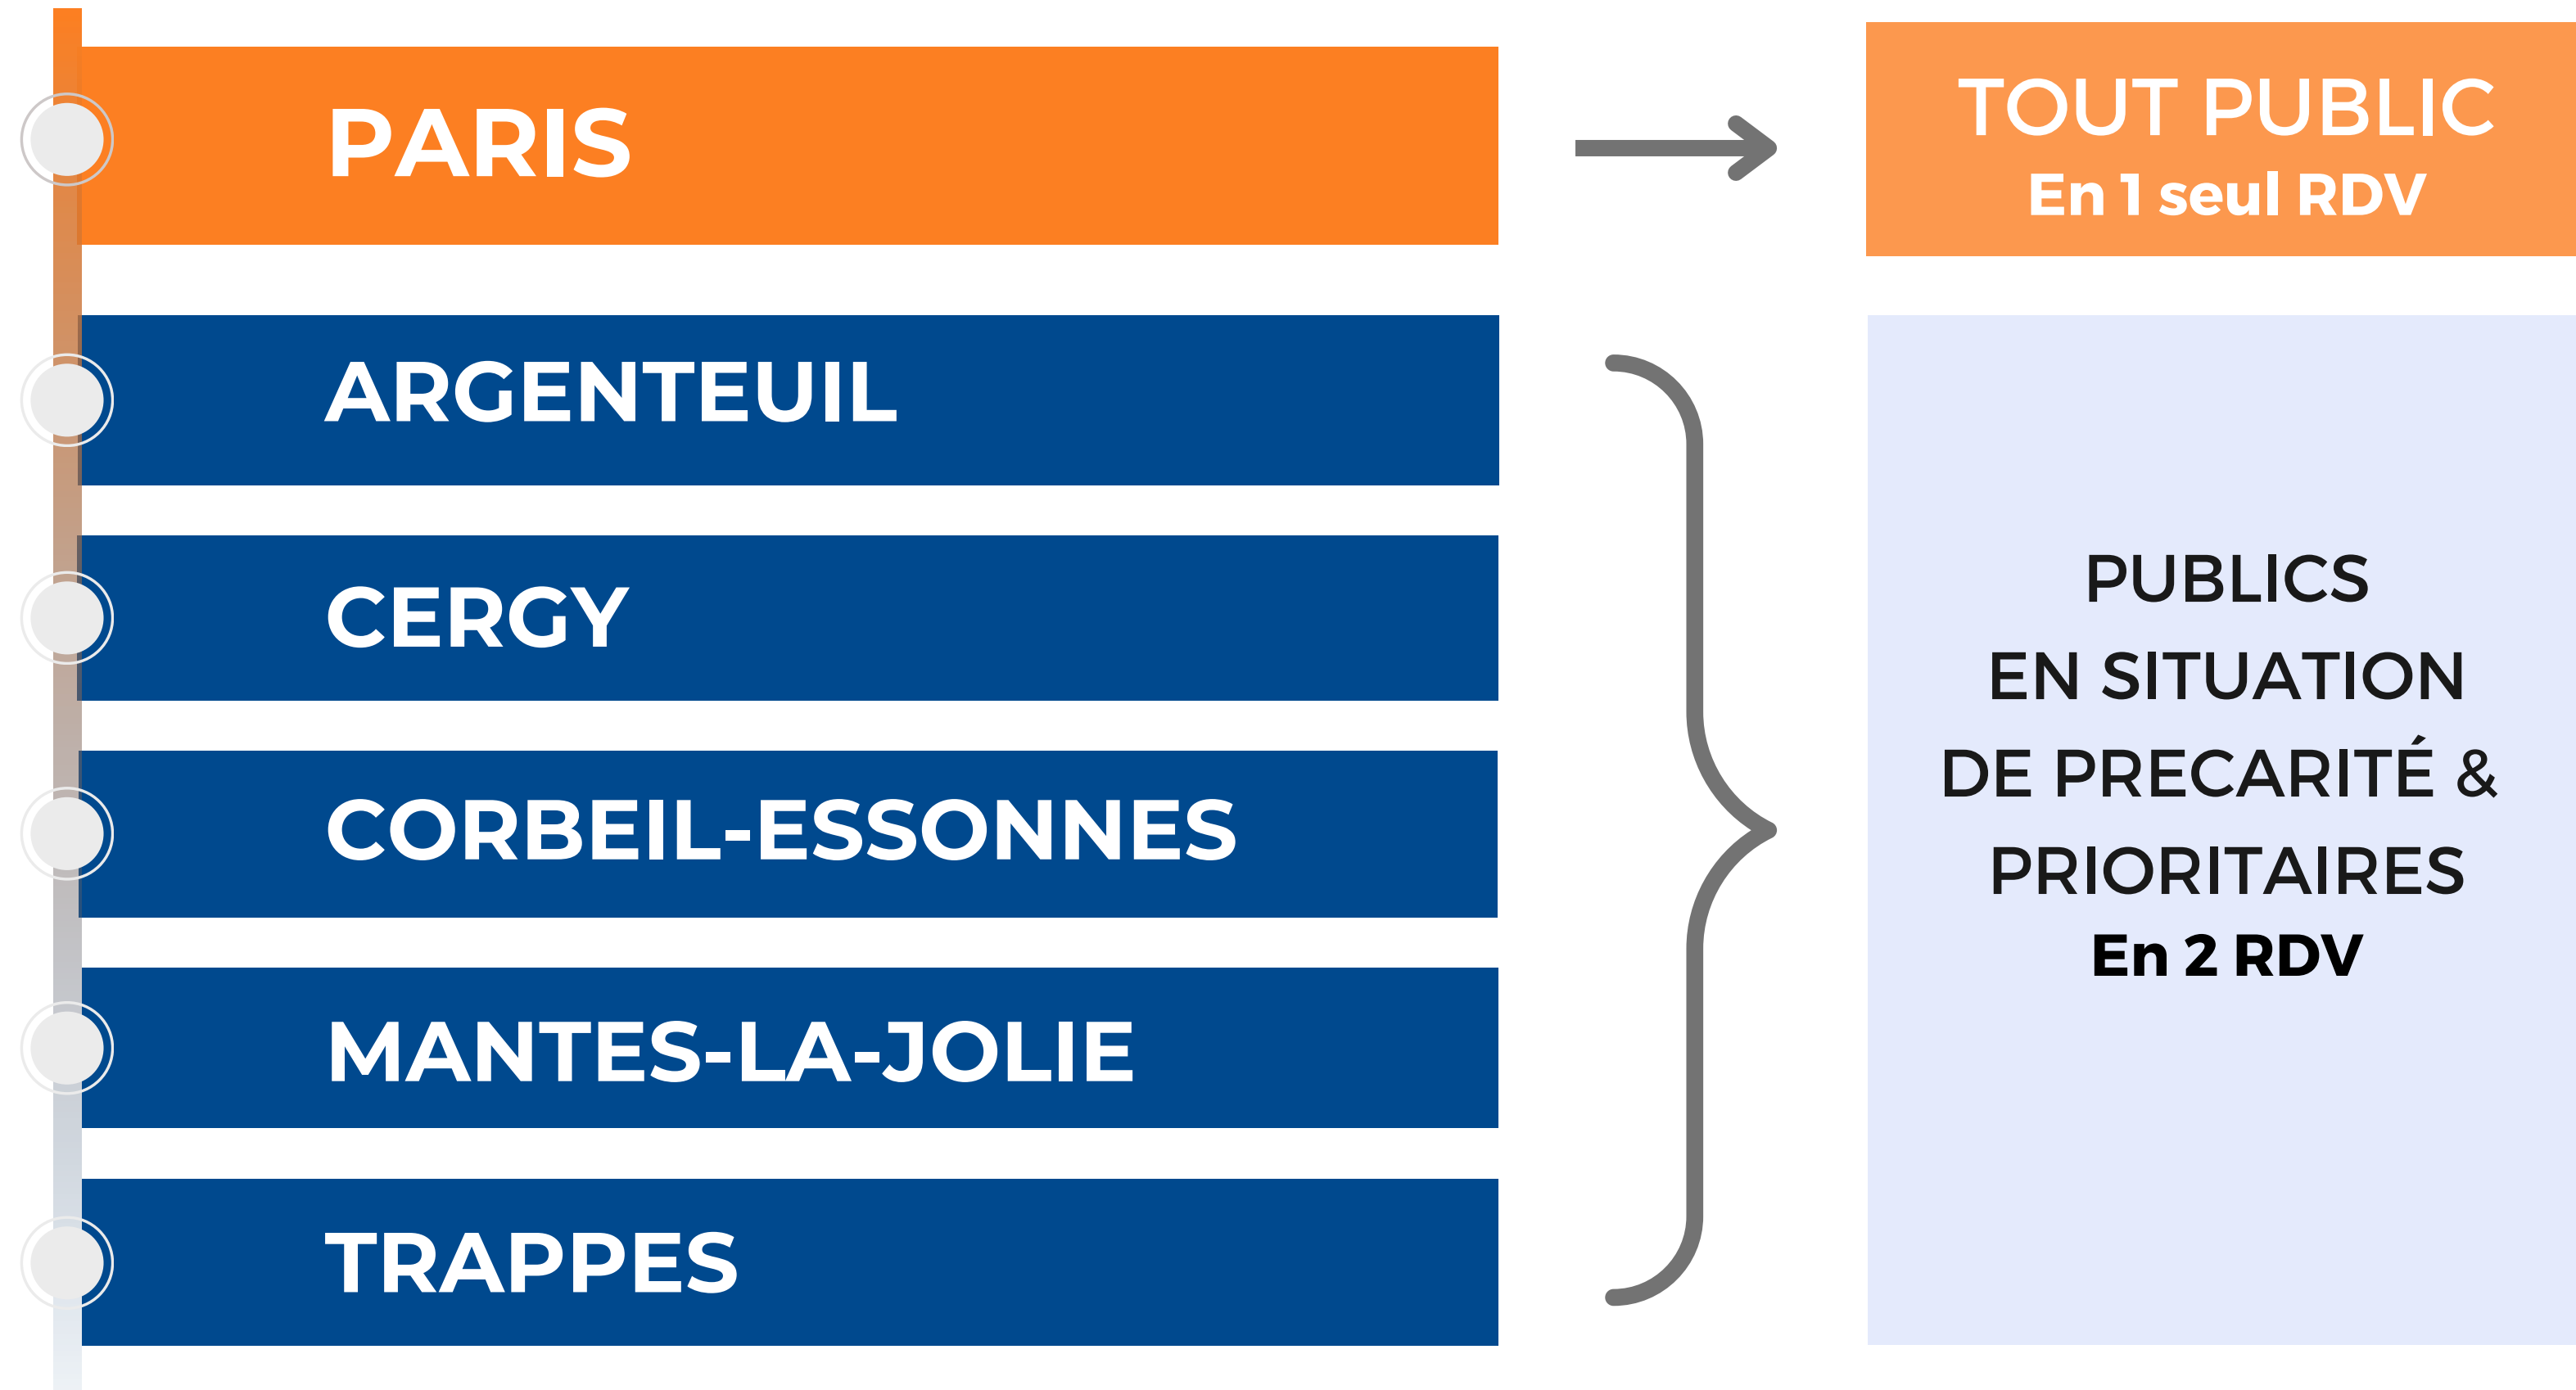 PARIS
TOUT PUBLIC
En 1 seul RDV
ARGENTEUIL
CERGY
CORBEIL-ESSONNES
MANTES-LA-JOLIE
TRAPPES
PUBLICS
EN SITUATION
DE PRECARITÉ &
PRIORITAIRES
En 2 RDV